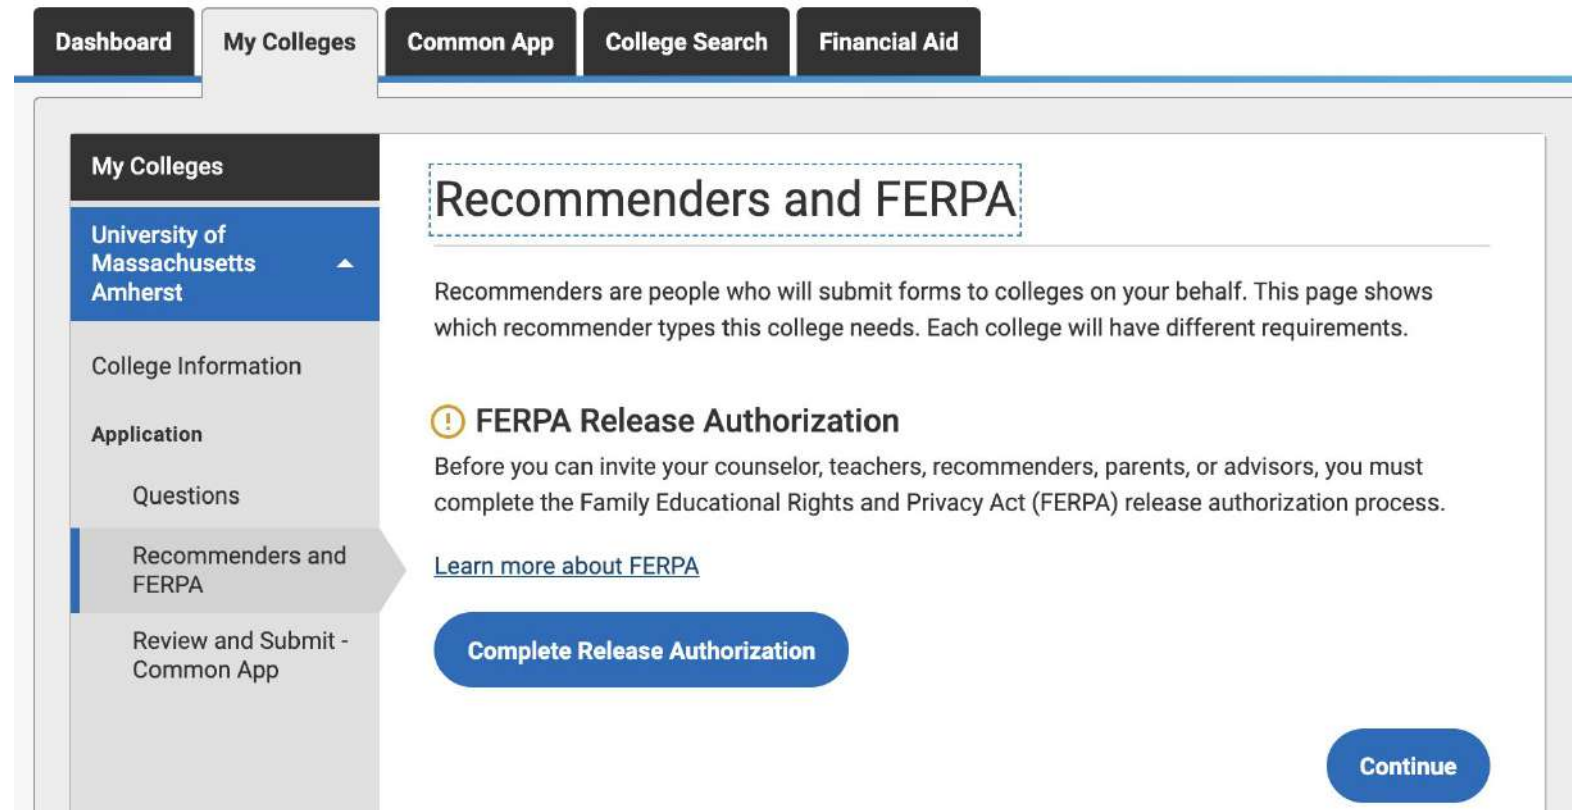 Dashboard
My Colleges
Common App
College Search
Financial Aid
My Colleges
University of
Massachusetts
Amherst
College Information
Application
Questions
Recommenders and
FERPA
Review and Submit -
Common App
Recommenders and FERPA
Recommenders are people who will submit forms to colleges on your behalf. This page shows
which recommender types this college needs. Each college will have different requirements.
FERPA Release Authorization
Before you can invite your counselor, teachers, recommenders, parents, or advisors, you must
complete the Family Educational Rights and Privacy Act (FERPA) release authorization process.
Learn more about FERPA
Complete Release Authorization
Continue